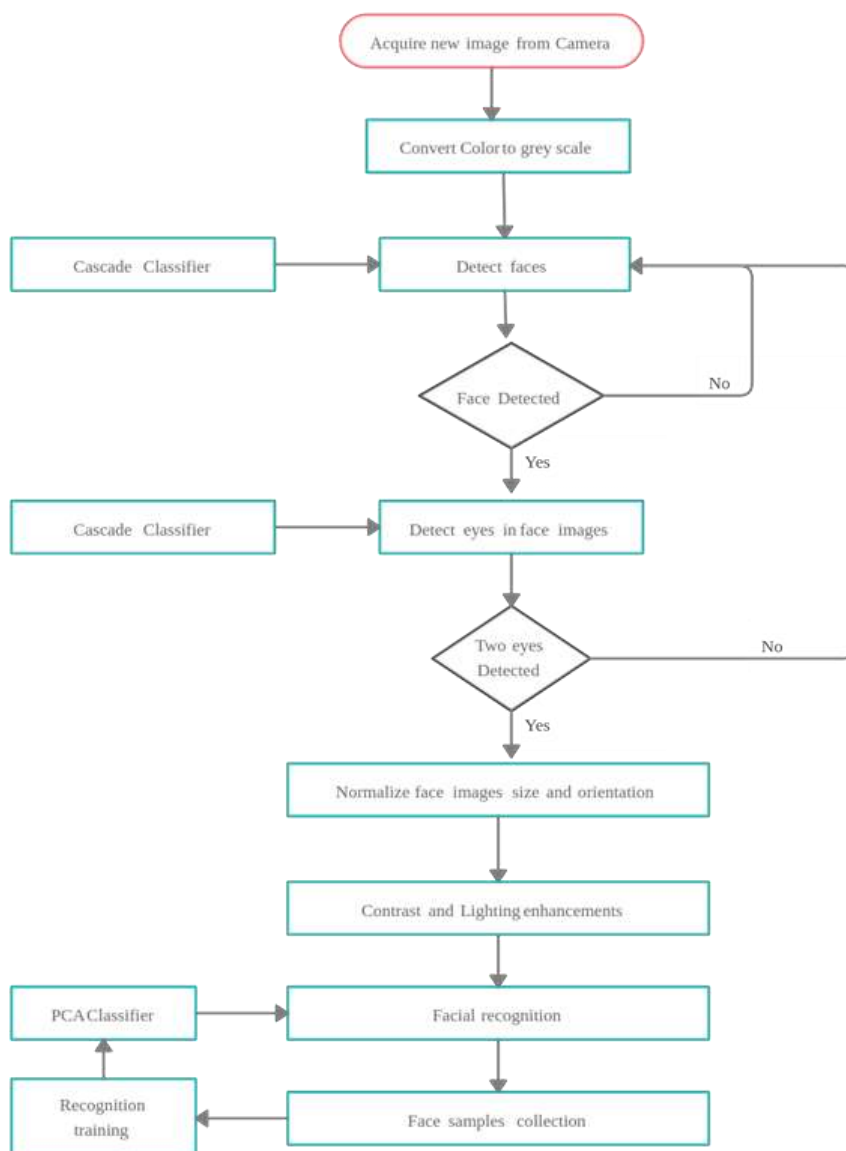 Acquire new image from Camera
Convert Color to grey scale
Cascade Classifier
Detect faces
Face Detected
No
Yes
Cascade Classifier
Detect eyes in face images
Two eyes
Detected
No
Yes
Normalize face images size and orientation
Contrast and Lighting enhancements
PCA Classifier
Facial recognition
Recognition
training
Face samples collection